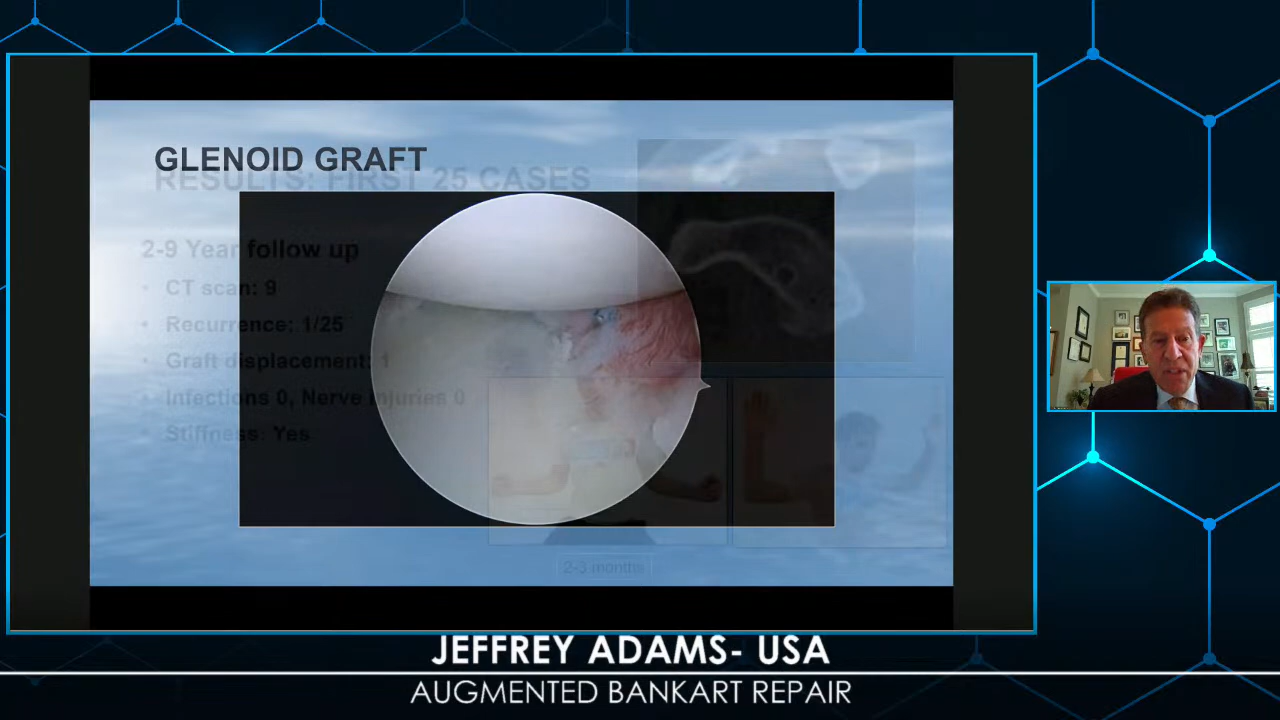 GLENOID GRAFT
RESULTS: FIRST 25 CASES
2-9 Year follow up
• CT scan: 9
• Recurrence: 1/25
• Graft displacement: 1
• Infections 0, Nerve injuries 0
• Stiffness: Yes
2-3 months
JEFFREY ADAMS- USA
AUGMENTED BANKART REPAIR